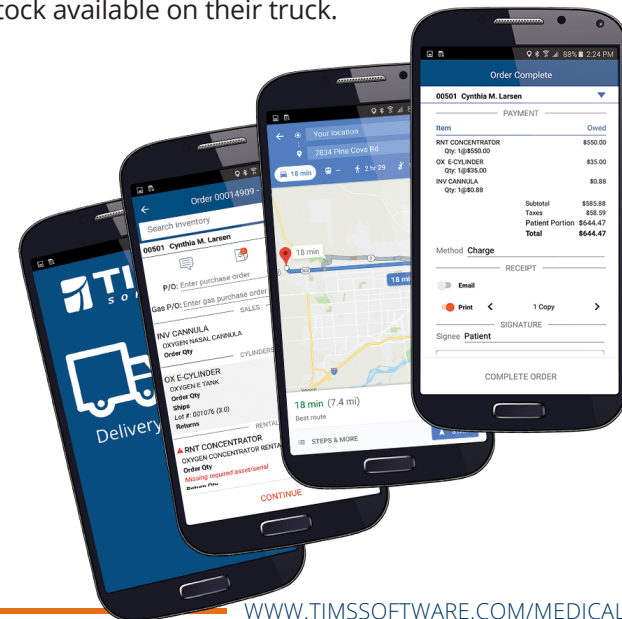 tock available on their truck.
88% 2:24 PM
Order Complete
00501 Cynthia M. Larsen
PAYMENT
Item Owed
RNT CONCENTRATOR $550.00
Qty: 1@$550.00
OX E-CYLINDER $35.00
Qty: 1@$35.00
INV CANNULA $0.88
Qty: 1@$0.88
Subtotal $585.88
Taxes $58.59
Patient Portion $644.47
Total $644.47
Method Charge
RECEIPT
Email
Print 1 Copy
SIGNATURE
Signee Patient
COMPLETE ORDER
Your location
7834 Pine Cove Rd
18 min 2 hr 29
18 min
18 mi
18 min (7.4 mi)
Best route
STEPS & MORE
Order 00014909 -
Search Inventory
00501 Cynthia M. Larsen
P/O: Enter purchase order
Gas P/O: Enter gas purchase order
SALES
INV CANNULA
OXYGEN NASAL CANNULA
Order Qty
CYLINDERS
OX E-CYLINDER
OXYGEN E TANK
Order Qty
Ships
Lot #: 001076 (3.0)
Returns
RENTAL
RNT CONCENTRATOR
OXYGEN CONCENTRATOR RENTA
Order Qty
Missing required asset/serial
Return Qty
CONTINUE
TI
SO
Delivery
WWW.TIMSSOFTWARE.COM/MEDICAL